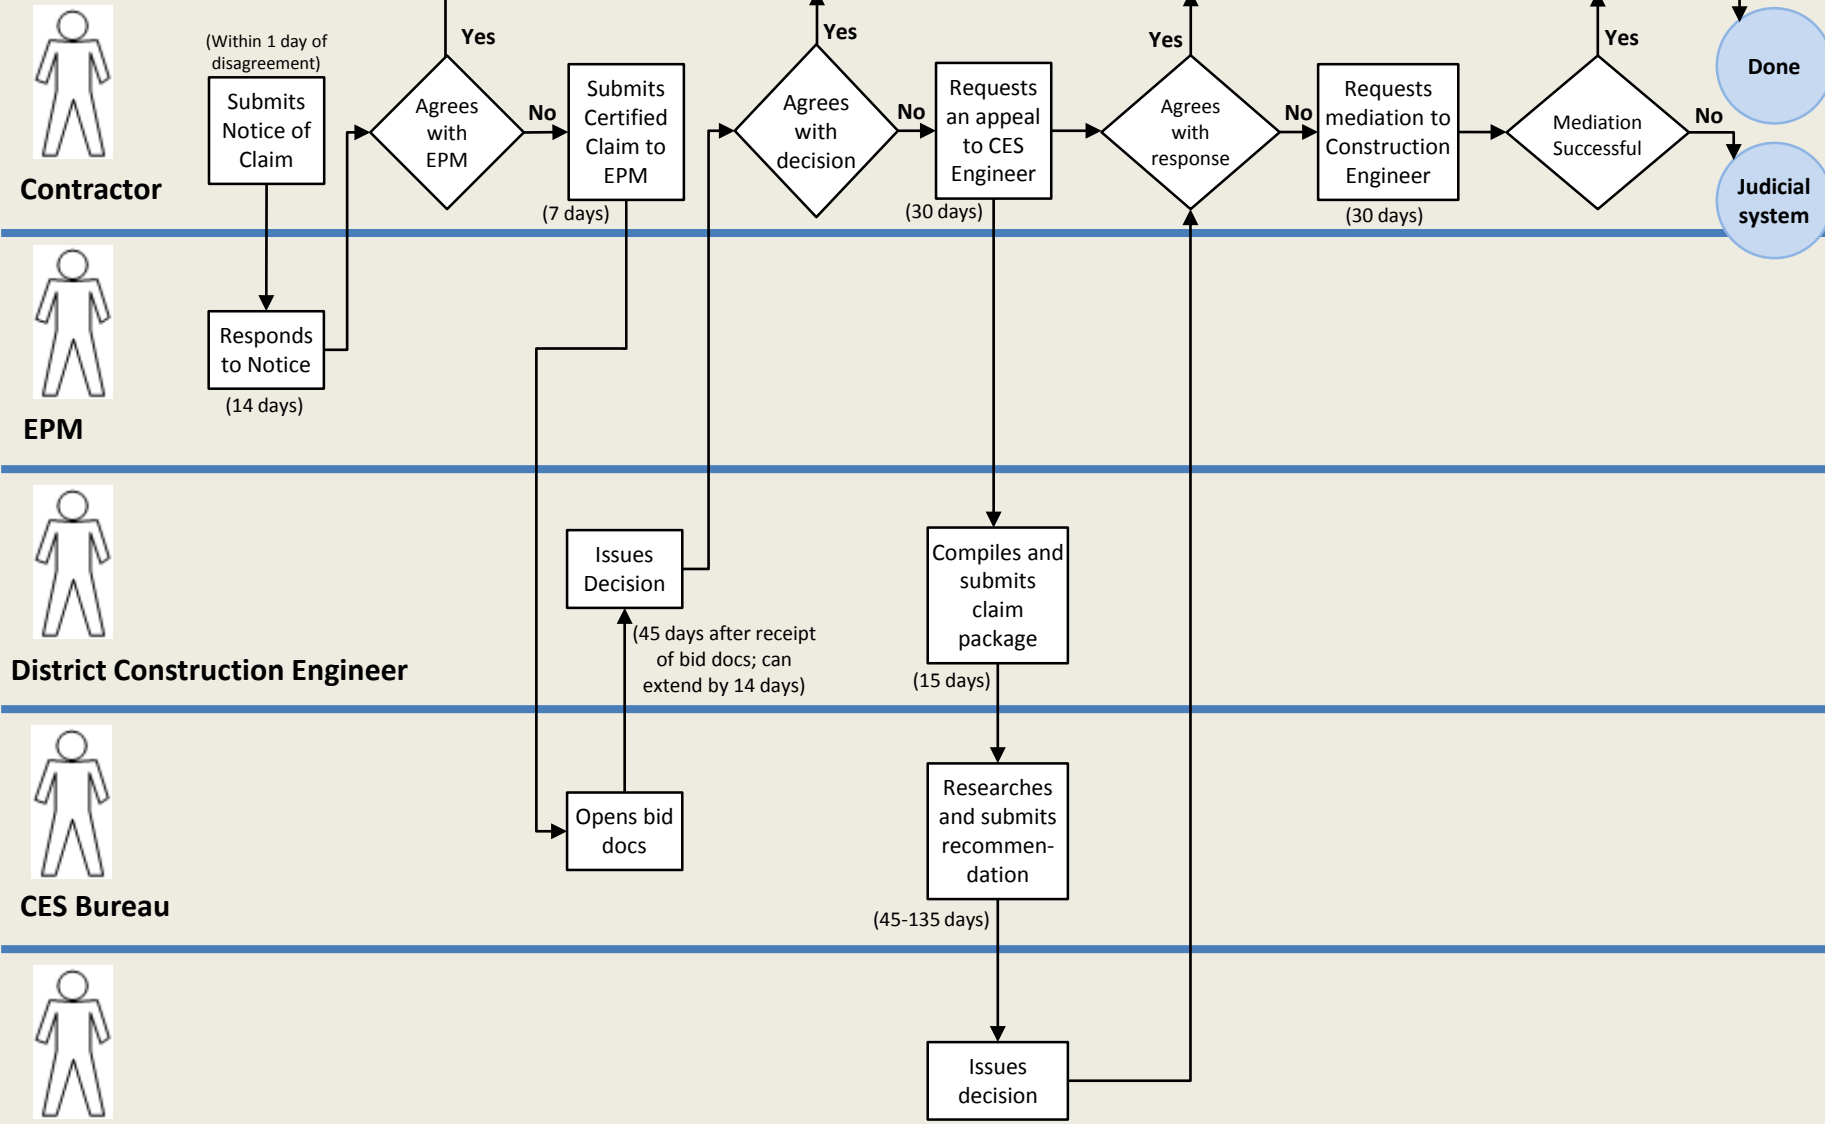 (Within 1 day of
disagreement)
Submits
Notice of
Claim
Yes
Agrees
with
EPM
No
Submits
Certified
Claim to
EPM
(7 days)
Yes
Agrees
with
decision
No
Requests
an appeal
to CES
Engineer
(30 days)
Yes
Agrees
with
response
No
Requests
mediation to
Construction
Engineer
(30 days)
Yes
Mediation
Successful
No
Done
Judicial
system
Contractor
Responds
to Notice
(14 days)
EPM
Issues
Decision
(45 days after receipt
of bid docs; can
extend by 14 days)
Compiles and
submits
claim
package
(15 days)
District Construction Engineer
Opens bid
docs
Researches
and submits
recommen-
dation
(45-135 days)
CES Bureau
Issues
decision